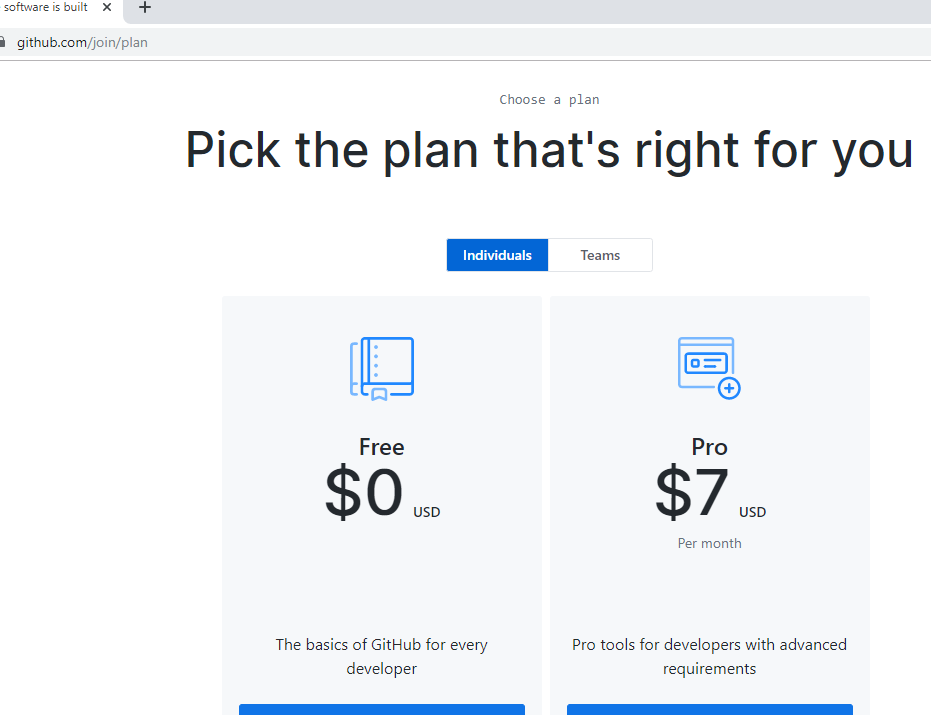 software is built
github.com/join/plan
Choose a plan
Pick the plan that's right for you
Individuals
Teams
Free
$0 USD
The basics of GitHub for every
developer
Pro
$7 USD
Per month
Pro tools for developers with advanced
requirements